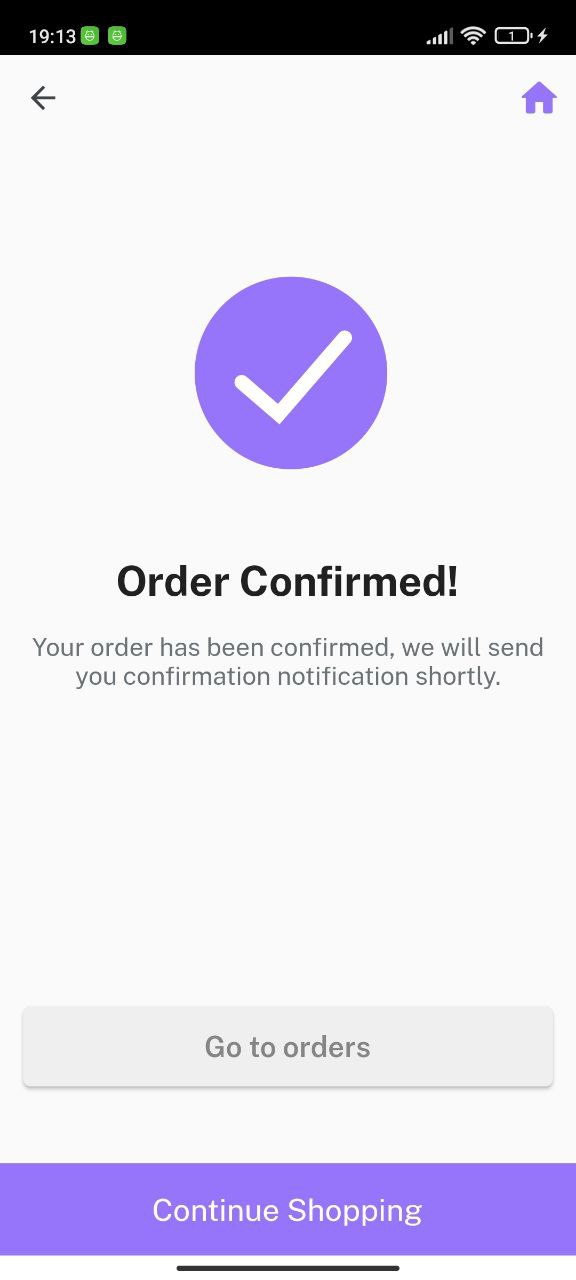 19:13
1
Order Confirmed!
Your order has been confirmed, we will send
you confirmation notification shortly.
Go to orders
Continue Shopping